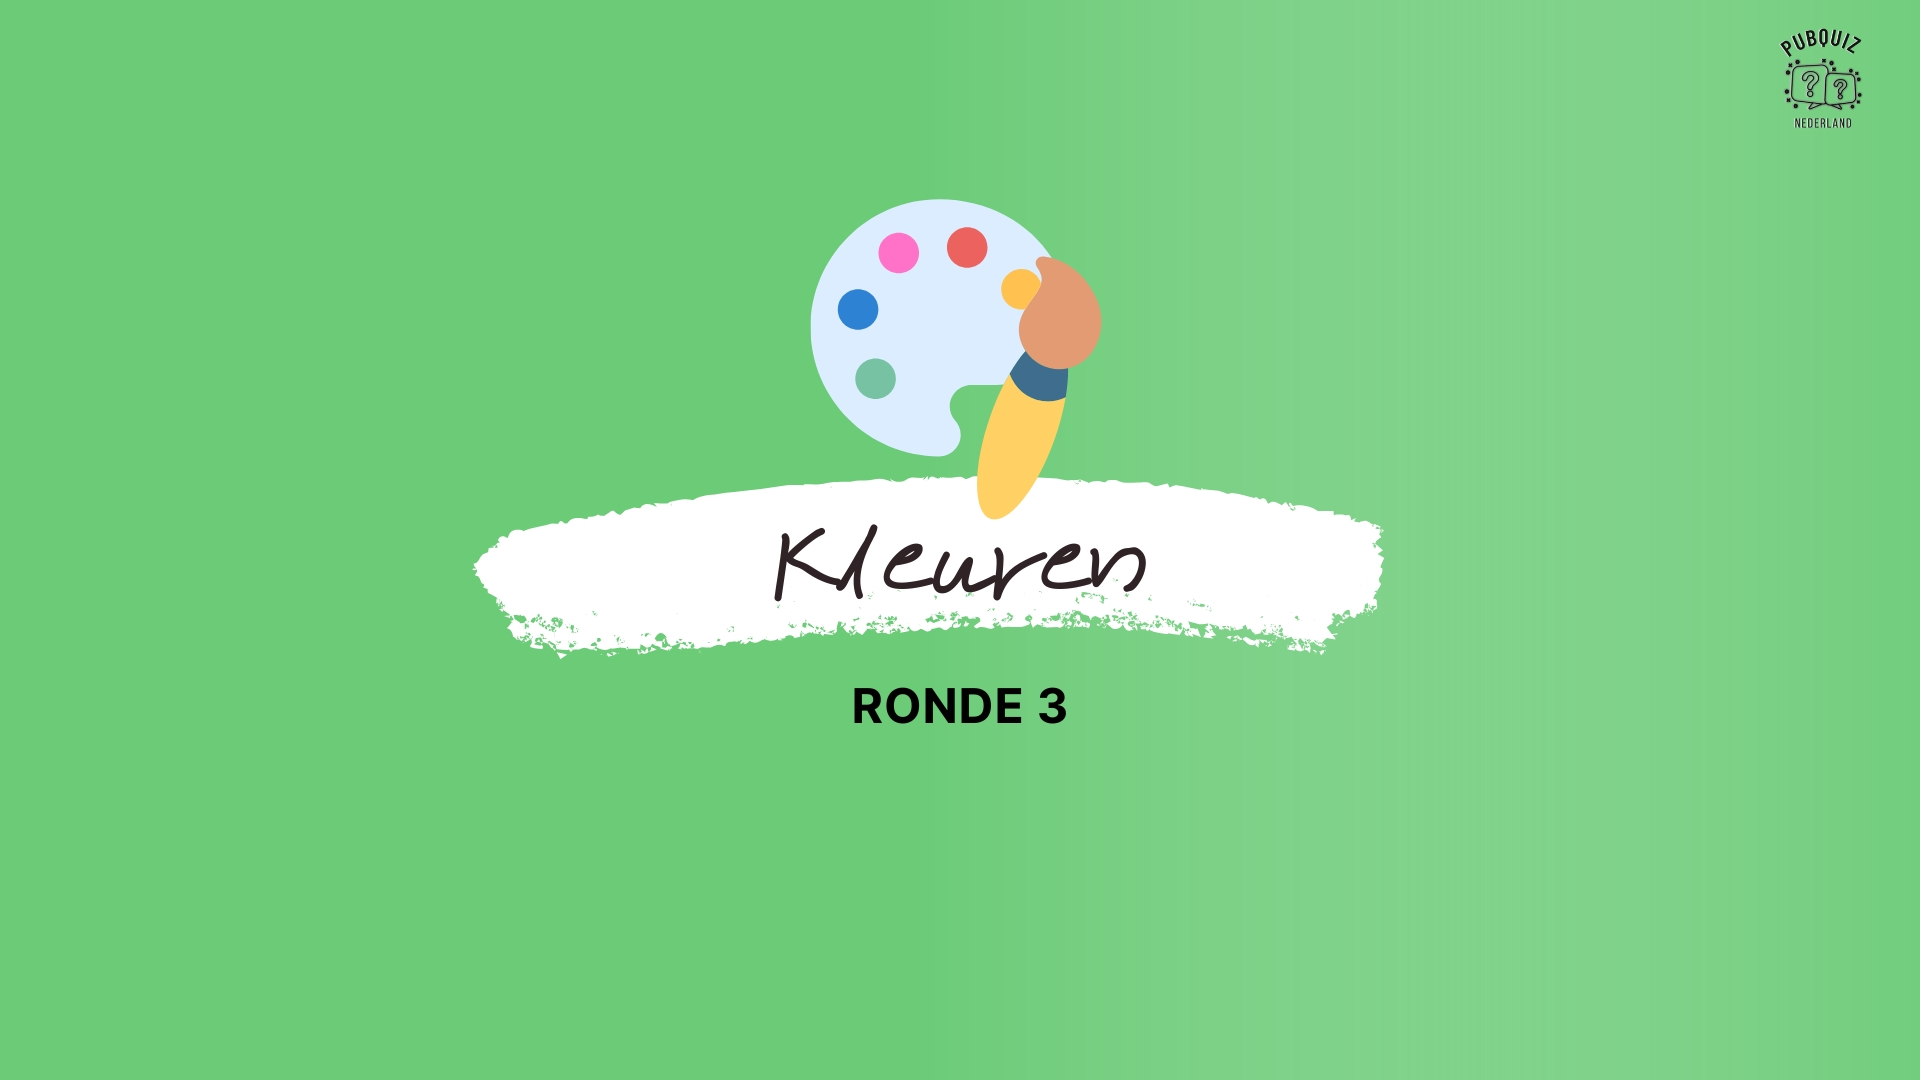 PUBQUIZ
? ?
NEDERLAND
Kleuren
RONDE 3